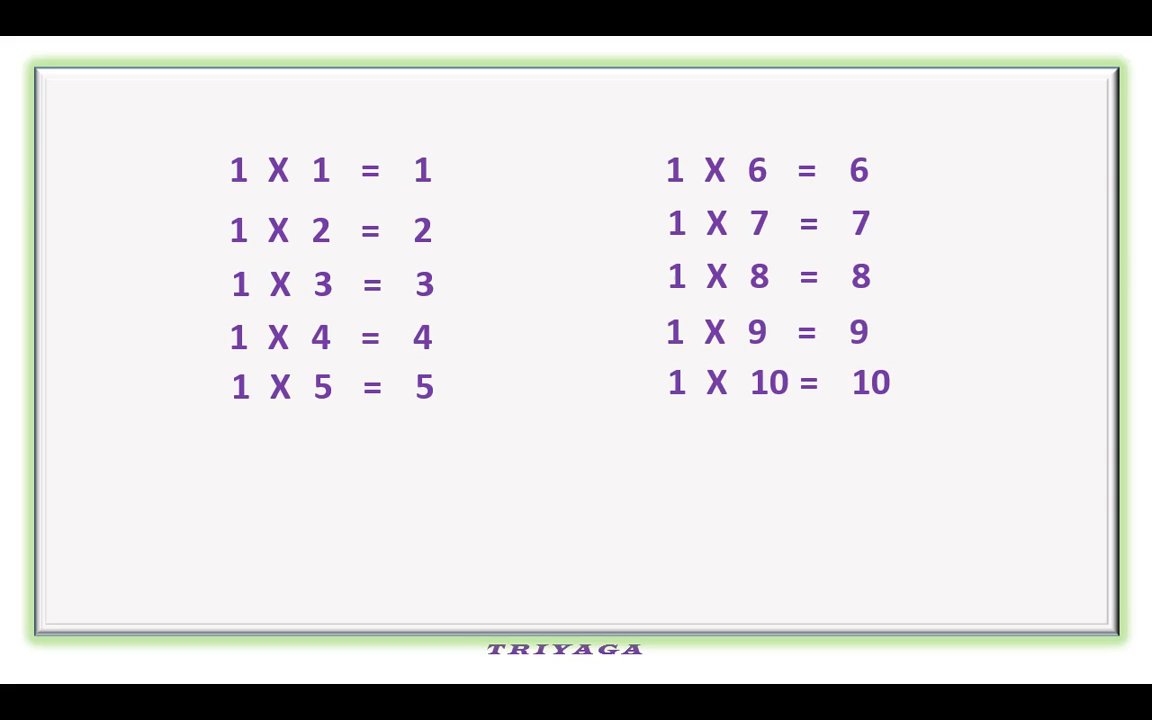 1 X 1 = 1
1 X 2 = 2
1 X 3 = 3
1 X 4 = 4
1 X 5 = 5
1 X 6 = 6
1 X 7 = 7
1 X 8 = 8
1 X 9 = 9
1 X 10 = 10
TRIYAGA